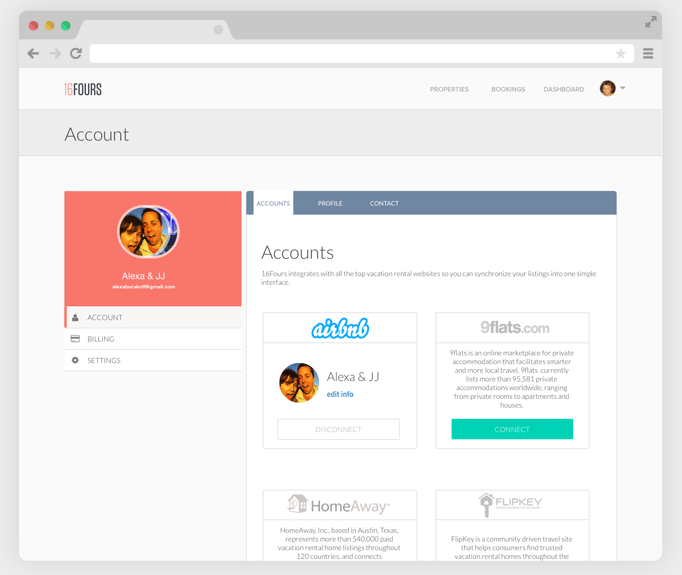 16FOURS
PROPERTIES
BOOKINGS
DASHBOARD
Account
Alexa & JJ
alexaburakoff@gmail.com
ACCOUNT
BILLING
SETTINGS
ACCOUNTS
PROFILE
CONTACT
Accounts
16Fours integrates with all the top vacation rental websites so you can synchronize your listings into one simple
interface.
airbnb
Alexa & JJ
edit info
DISCONNECT
9flats.com
9flats is an online marketplace for private
accommodation that facilitates smarter
and more local travel. 9flats currently
lists more than 95,581 private
accommodations worldwide, ranging
from private rooms to apartments and
houses.
CONNECT
HomeAway
HomeAway, Inc., based in Austin, Texas,
represents more than 540,000 paid
vacation rental home listings throughout
120 countries, and connects
FLIPKEY
FlipKey is a community driven travel site
that helps consumers find trusted
vacation rental homes throughout the